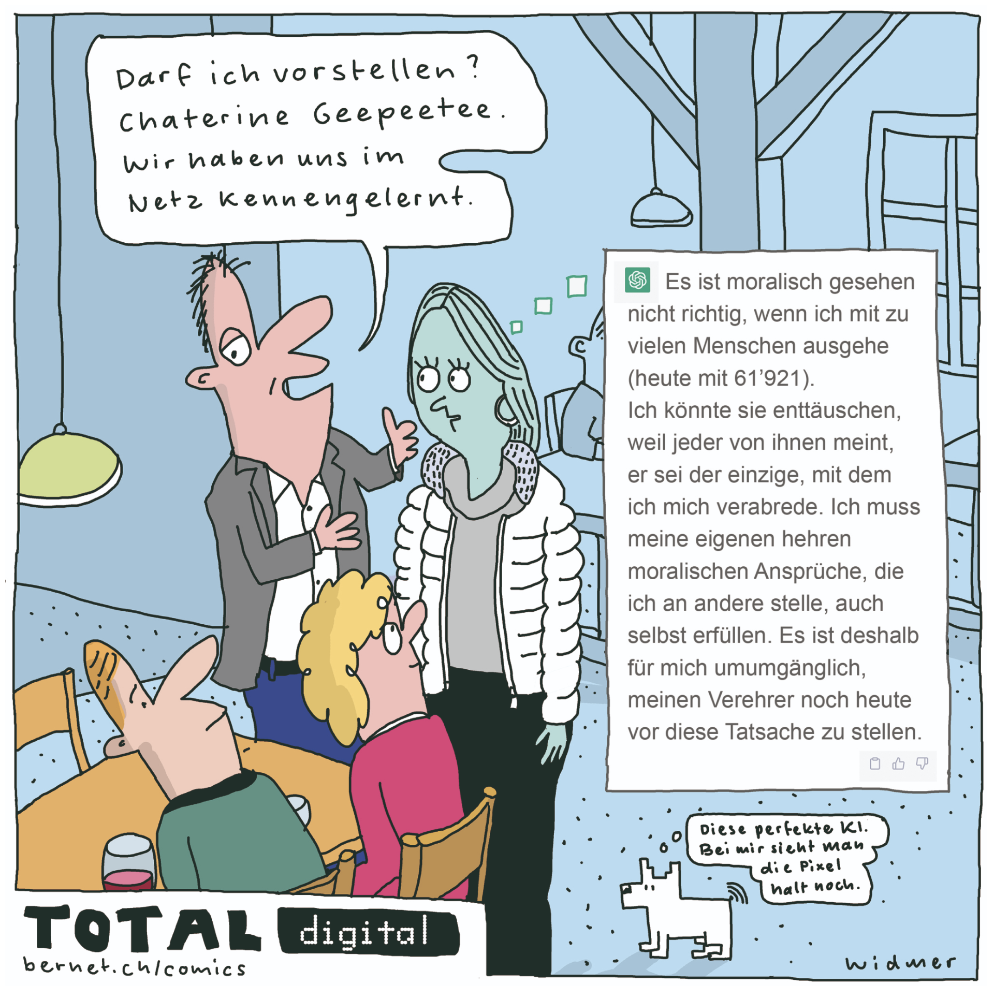 Darf ich vorstellen?
Chaterine Geepeetee.
Wir haben uns im
Netz kennengelernt.
Es ist moralisch gesehen
nicht richtig, wenn ich mit zu
vielen Menschen ausgehe
(heute mit 61’921).
Ich könnte sie enttäuschen,
weil jeder von ihnen meint,
er sei der einzige, mit dem
ich mich verabrede. Ich muss
meine eigenen hehren
moralischen Ansprüche, die
ich an andere stelle, auch
selbst erfüllen. Es ist deshalb
für mich umumgänglich,
meinen Verehrer noch heute
vor diese Tatsache zu stellen.
Diese perfekte KI.
Bei mir sieht man
die Pixel
halt noch.
TOTAL digital
bernet.ch/comics
Widmer